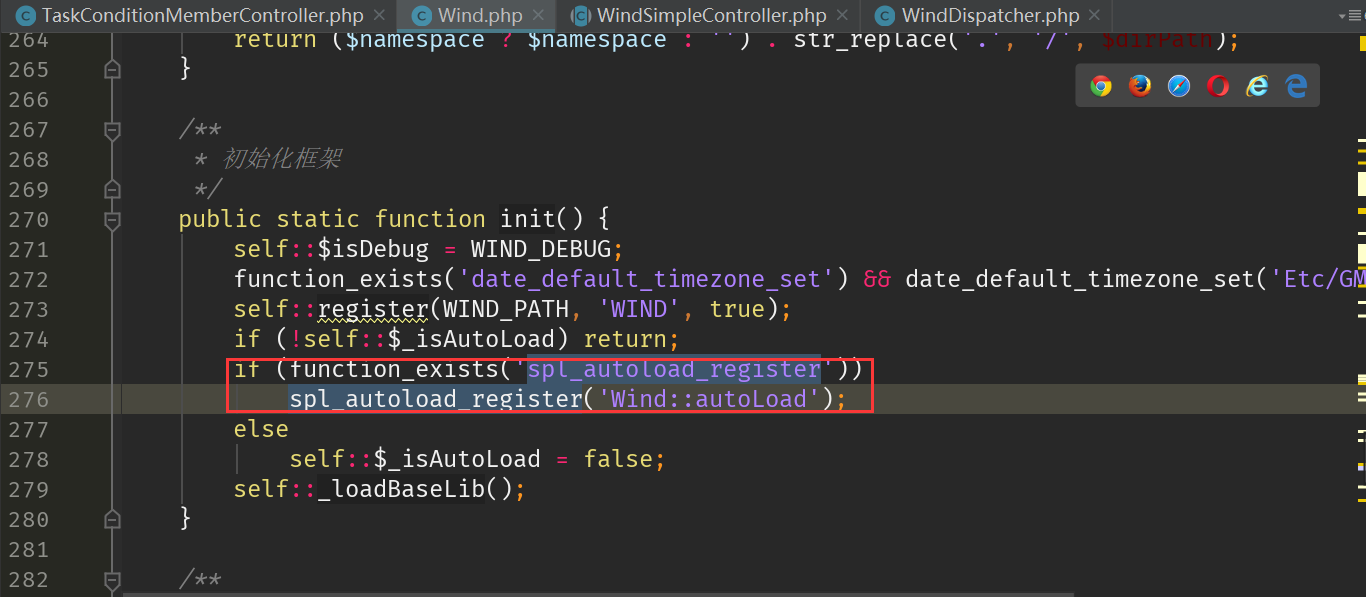 TaskConditionMemberController.php Wind.php WindSimpleController.php WindDispatcher.php
264 return ($namespace ? $namespace : '') . str_replace('.', '/', $dirPath);
265 }
266
267 /**
268 * 初始化框架
269 */
270 public static function init() {
271 self::$isDebug = WIND_DEBUG;
272 function_exists('date_default_timezone_set') && date_default_timezone_set('Etc/GM
273 self::register(WIND_PATH, 'WIND', true);
274 if (!self::$_isAutoLoad) return;
275 if (function_exists('spl_autoload_register'))
276 spl_autoload_register('Wind::autoLoad');
277 else
278 self::$_isAutoLoad = false;
279 self::_loadBaseLib();
280 }
281
282 /**